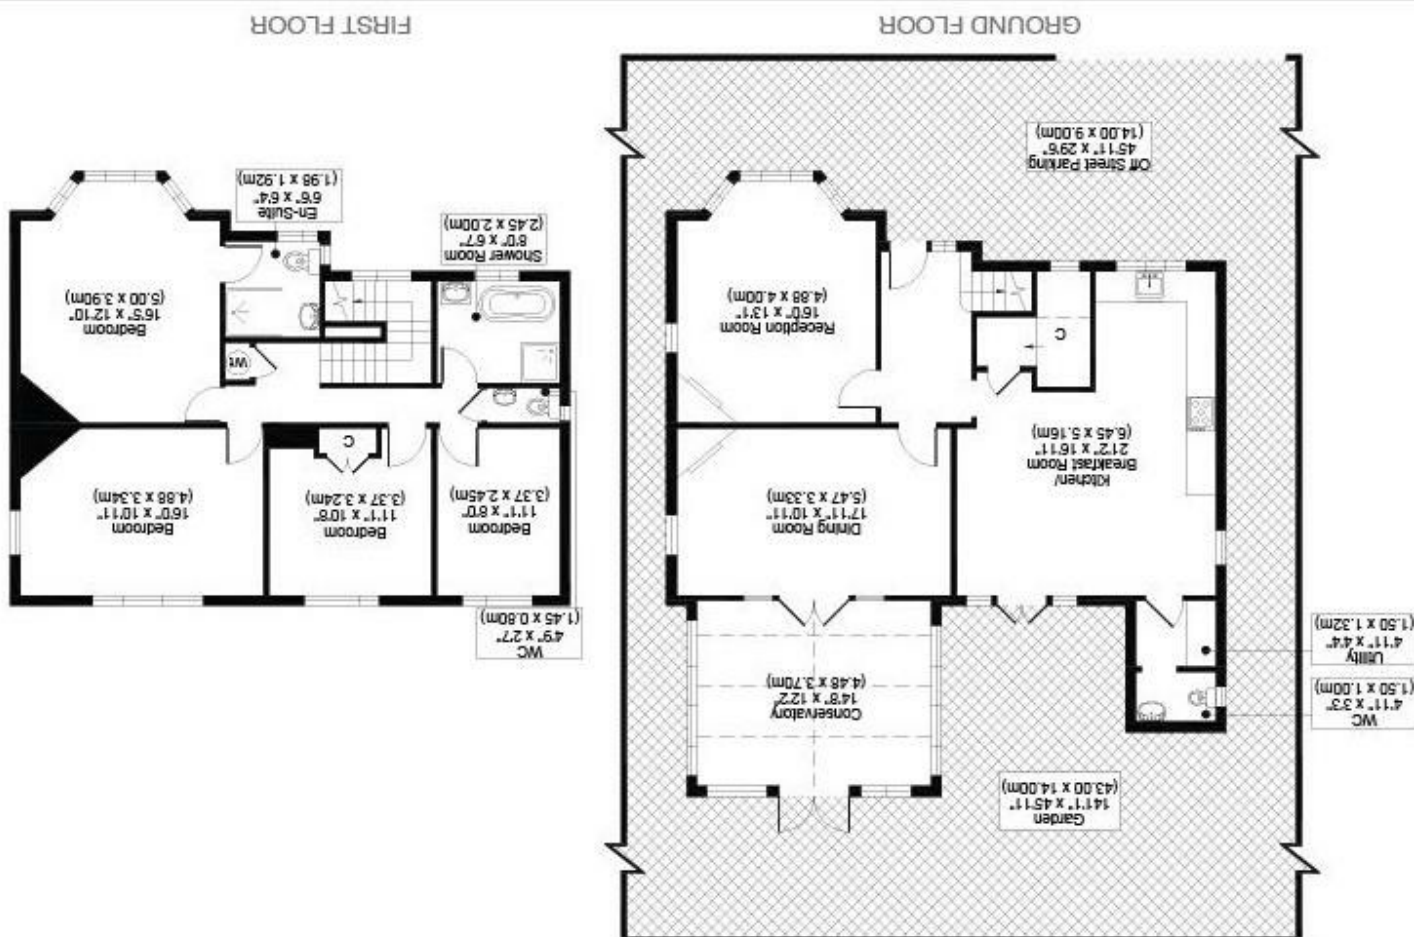 Garden
141'1" x 45'11"
(43.00 x 14.00m)
WC
4'11" x 3'3"
(1.50 x 1.00m)
Utility
4'11" x 4'4"
(1.50 x 1.32m)
Conservatory
14'8" x 12'2"
(4.48 x 3.70m)
Kitchen/
Breakfast Room
21'2" x 16'11"
(6.45 x 5.16m)
Dining Room
17'11" x 10'11"
(5.47 x 3.33m)
C
Reception Room
16'0" x 13'1"
(4.88 x 4.00m)
Off Street Parking
45'11" x 29'6"
(14.00 x 9.00m)
GROUND FLOOR
WC
4'9" x 2'7"
(1.45 x 0.80m)
Bedroom
11'1" x 8'0"
(3.37 x 2.45m)
Bedroom
11'1" x 10'8"
(3.37 x 3.24m)
Bedroom
16'0" x 10'11"
(4.88 x 3.34m)
C
Wt
Bedroom
16'5" x 12'10"
(5.00 x 3.90m)
Shower Room
8'0" x 6'7"
(2.45 x 2.00m)
En-Suite
6'6" x 6'4"
(1.98 x 1.92m)
FIRST FLOOR